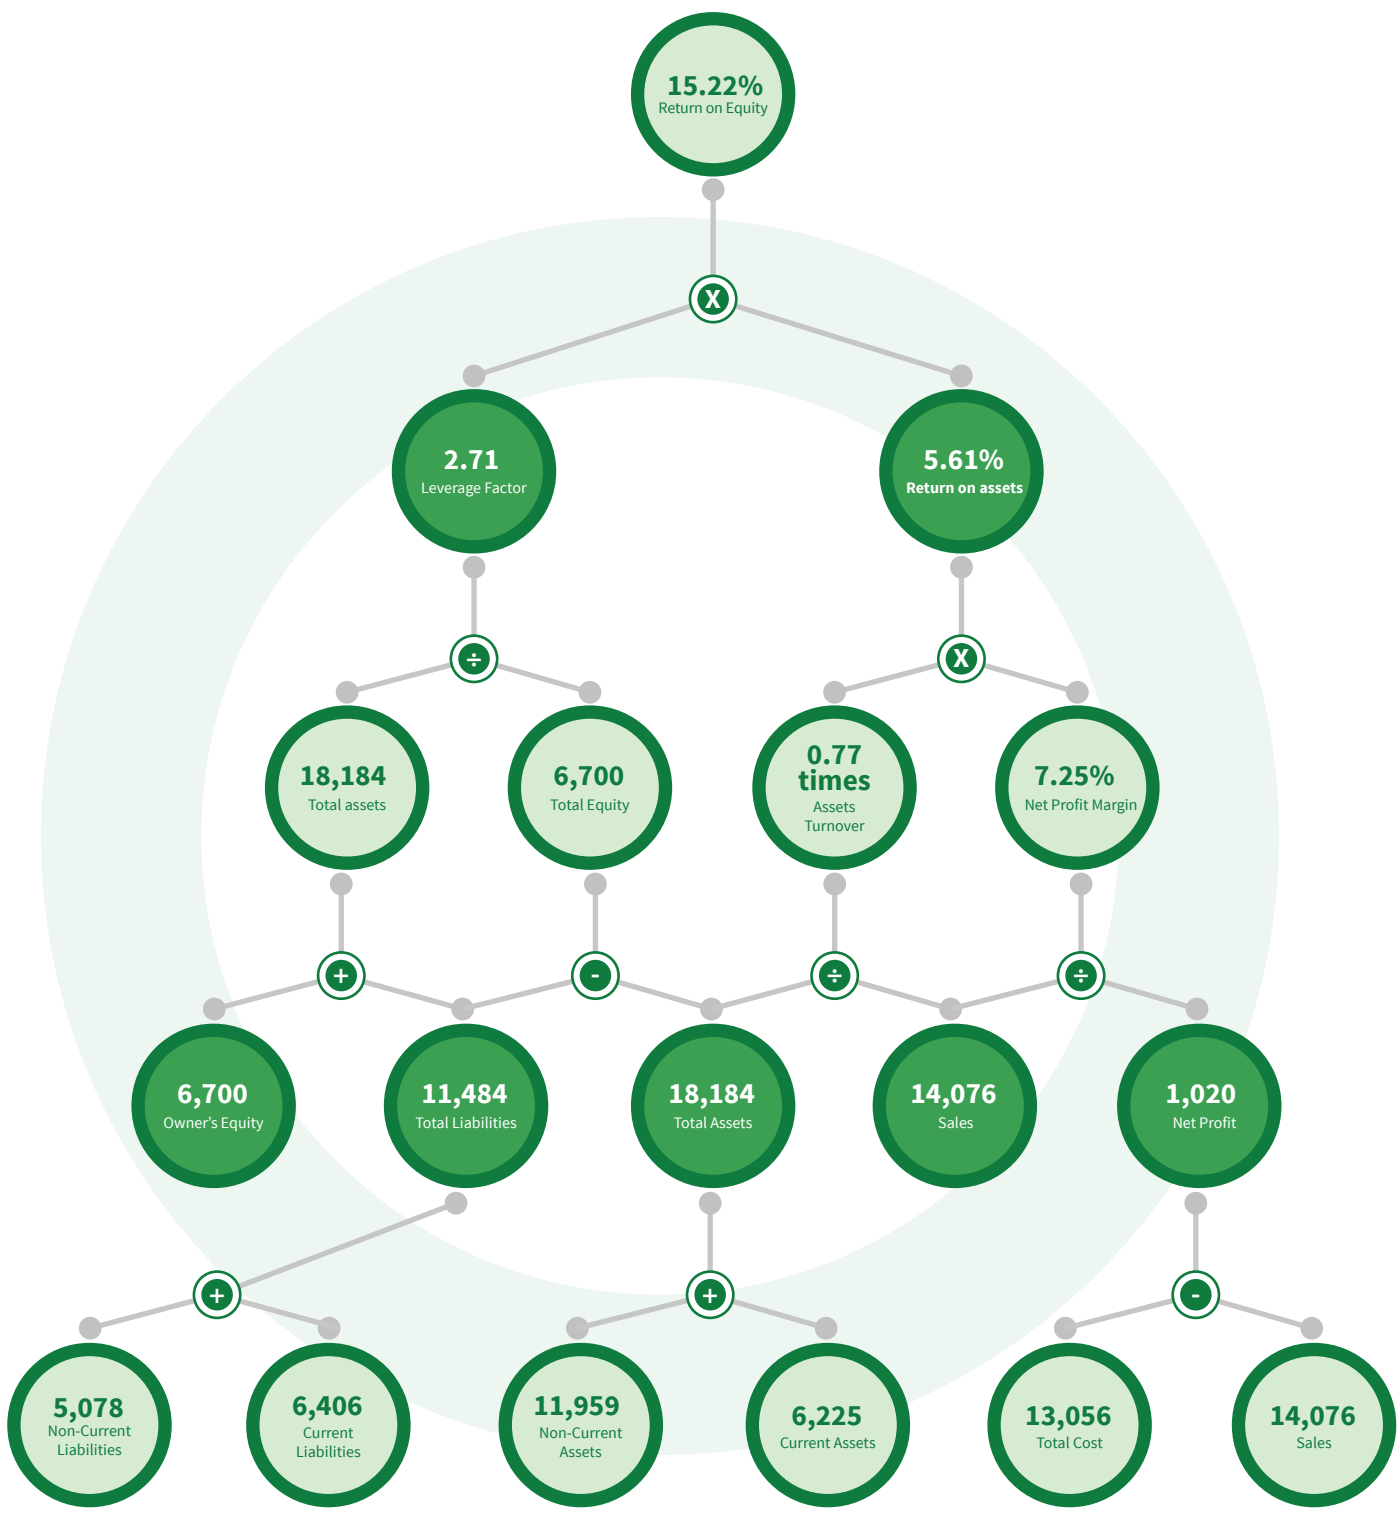 15.22%
Return on Equity
X
2.71
Leverage Factor
5.61%
Return on assets
÷
X
18,184
Total assets
6,700
Total Equity
0.77
times
Assets
Turnover
7.25%
Net Profit Margin
+
-
÷
÷
6,700
Owner’s Equity
11,484
Total Liabilities
18,184
Total Assets
14,076
Sales
1,020
Net Profit
+
+
-
5,078
Non-Current
Liabilities
6,406
Current
Liabilities
11,959
Non-Current
Assets
6,225
Current Assets
13,056
Total Cost
14,076
Sales